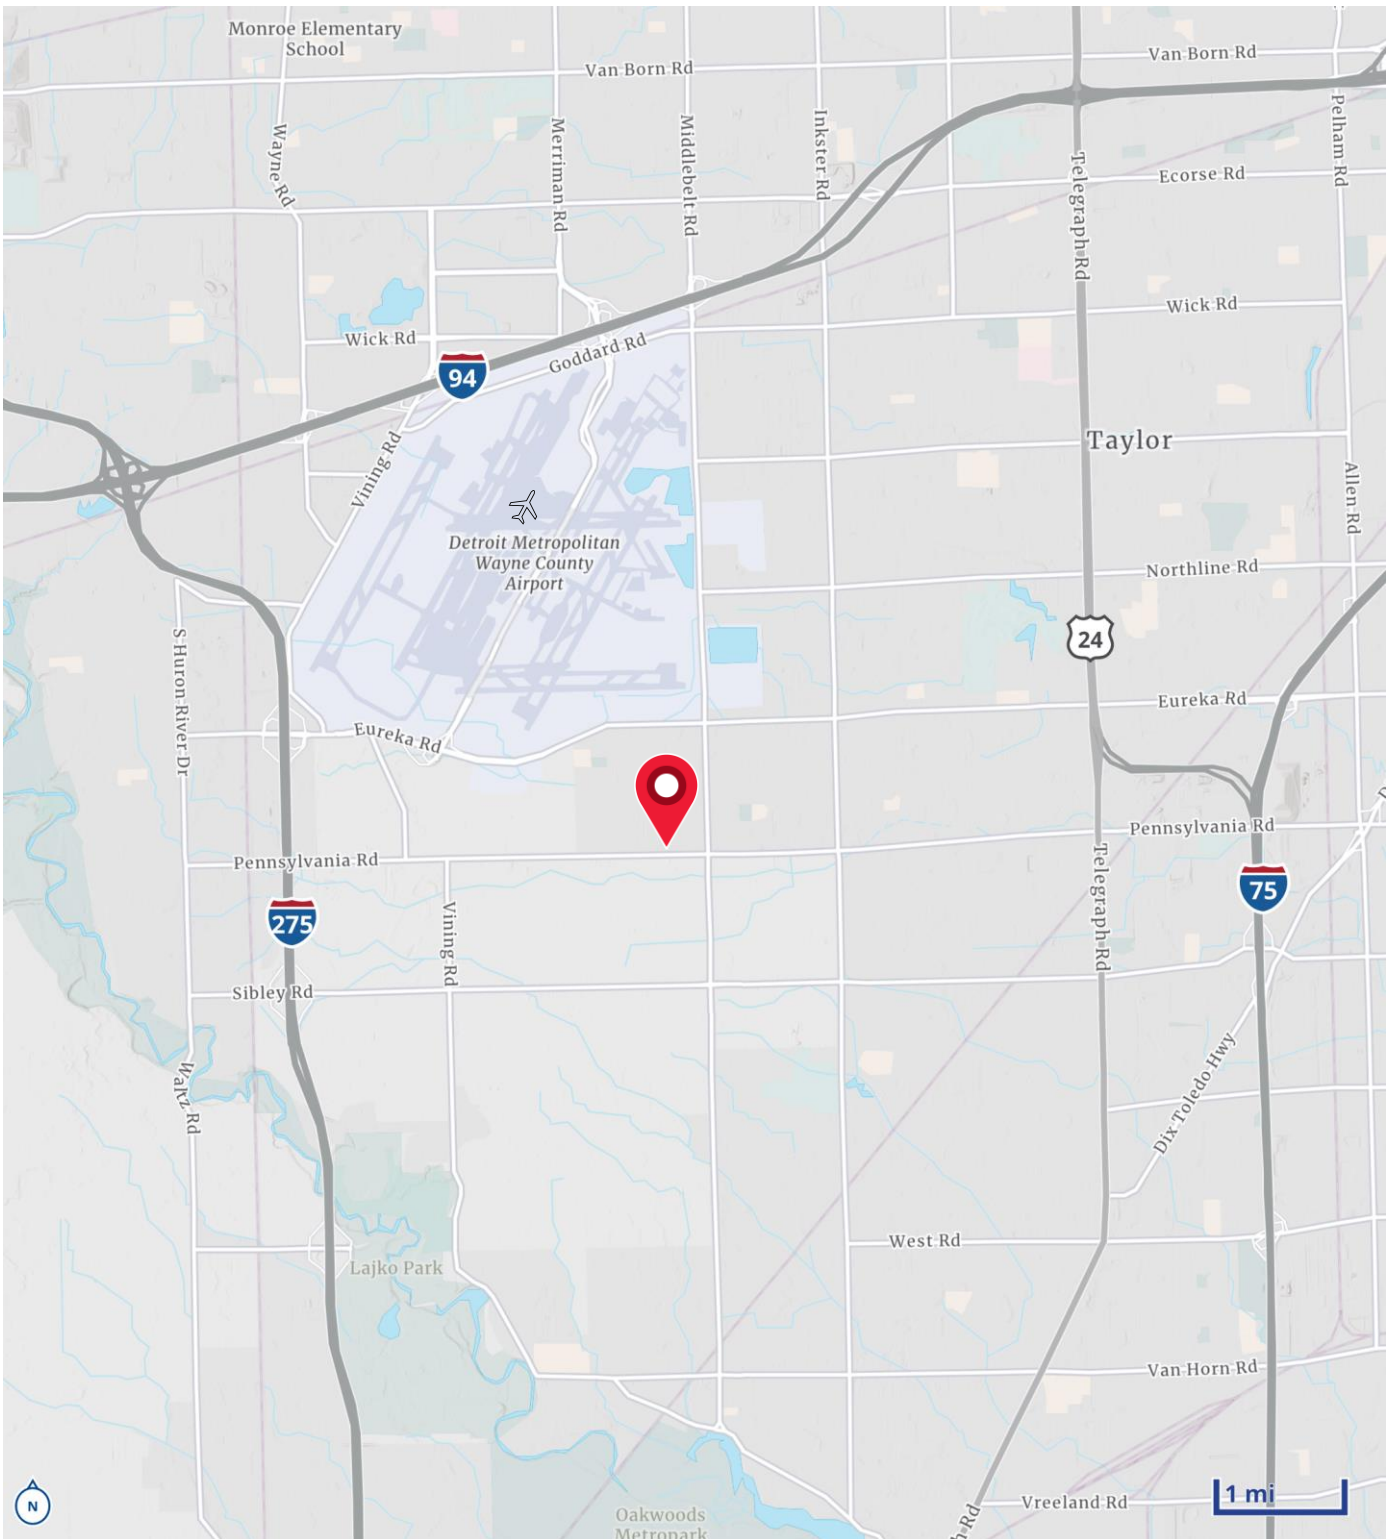 Monroe Elementary
School
Van Born Rd
Van Born Rd
Wayne Rd
Merriman Rd
Middlebelt Rd
Inkster Rd
Telegraph Rd
Pelham Rd
Ecorse Rd
Wick Rd
Wick Rd
Goddard Rd
94
Vining Rd
Taylor
Allen Rd
Detroit Metropolitan
Wayne County
Airport
Northline Rd
24
S Huron River Dr
Eureka Rd
Eureka Rd
Pennsylvania Rd
Pennsylvania Rd
Telegraph Rd
75
275
Vining Rd
Sibley Rd
Waltz Rd
Dix Toledo Hwy
West Rd
Lajko Park
Van Horn Rd
1 mi
N
Vreeland Rd
Oakwoods
Metropark
h Rd